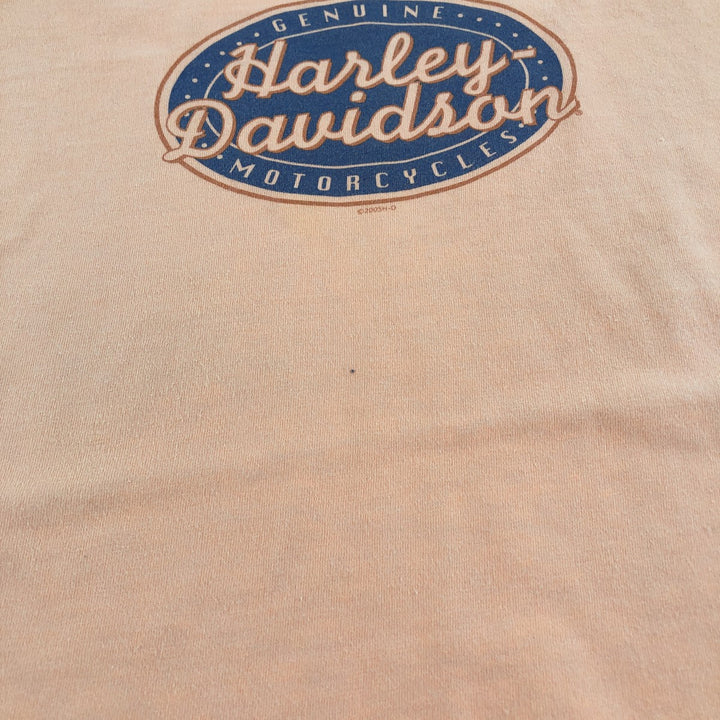 GENUINE
Harley-
Davidson
MOTORCYCLES
©2005H-D